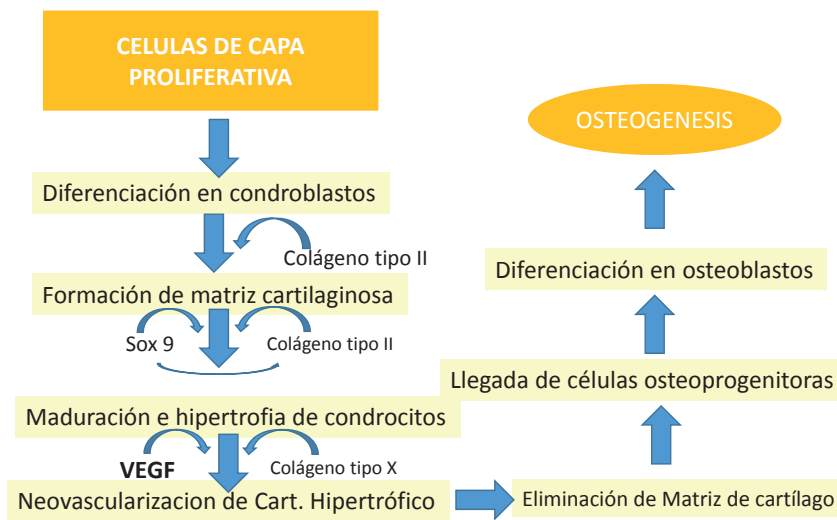 CELULAS DE CAPA
PROLIFERATIVA
Diferenciación en condroblastos
Colágeno tipo II
Formación de matriz cartilaginosa
Sox 9
Colágeno tipo II
Maduración e hipertrofia de condrocitos
VEGF
Colágeno tipo X
Neovascularizacion de Cart. Hipertrófico
Eliminación de Matriz de cartílago
Llegada de células osteoprogenitoras
Diferenciación en osteoblastos
OSTEOGENESIS